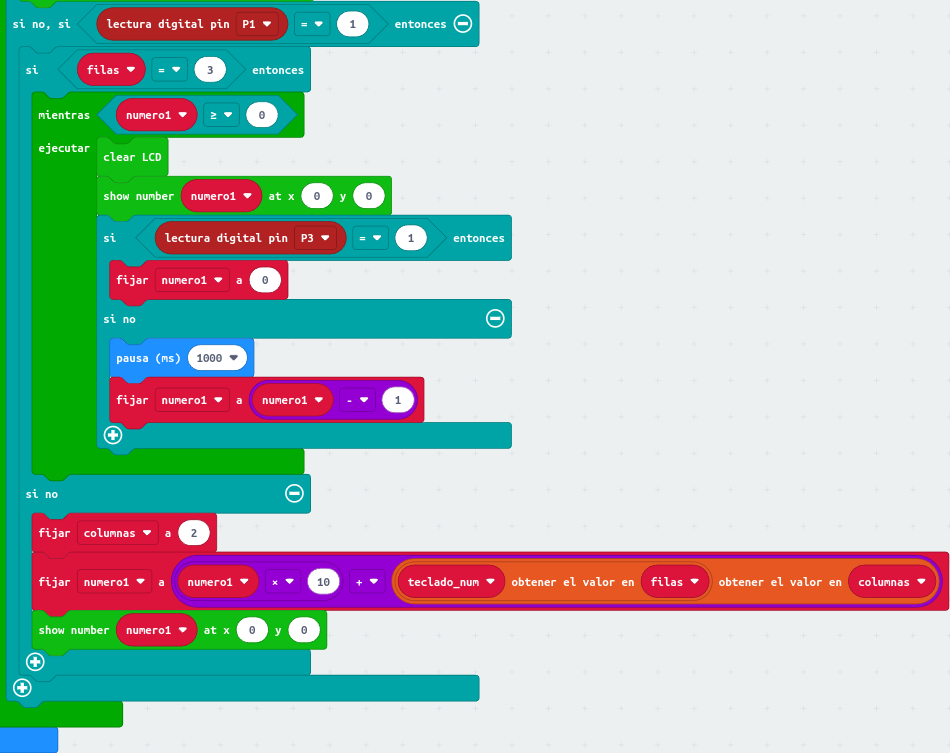 si no, si lectura digital pin P1 = 1 entonces
si filas = 3 entonces
mientras numero1 ≥ 0
ejecutar
clear LCD
show number numero1 at x 0 y 0
si lectura digital pin P3 = 1 entonces
fijar numero1 a 0
si no
pausa (ms) 1000
fijar numero1 a numero1 - 1
si no
fijar columnas a 2
fijar numero1 a numero1 × 10 + teclado_num obtener el valor en filas obtener el valor en columnas
show number numero1 at x 0 y 0